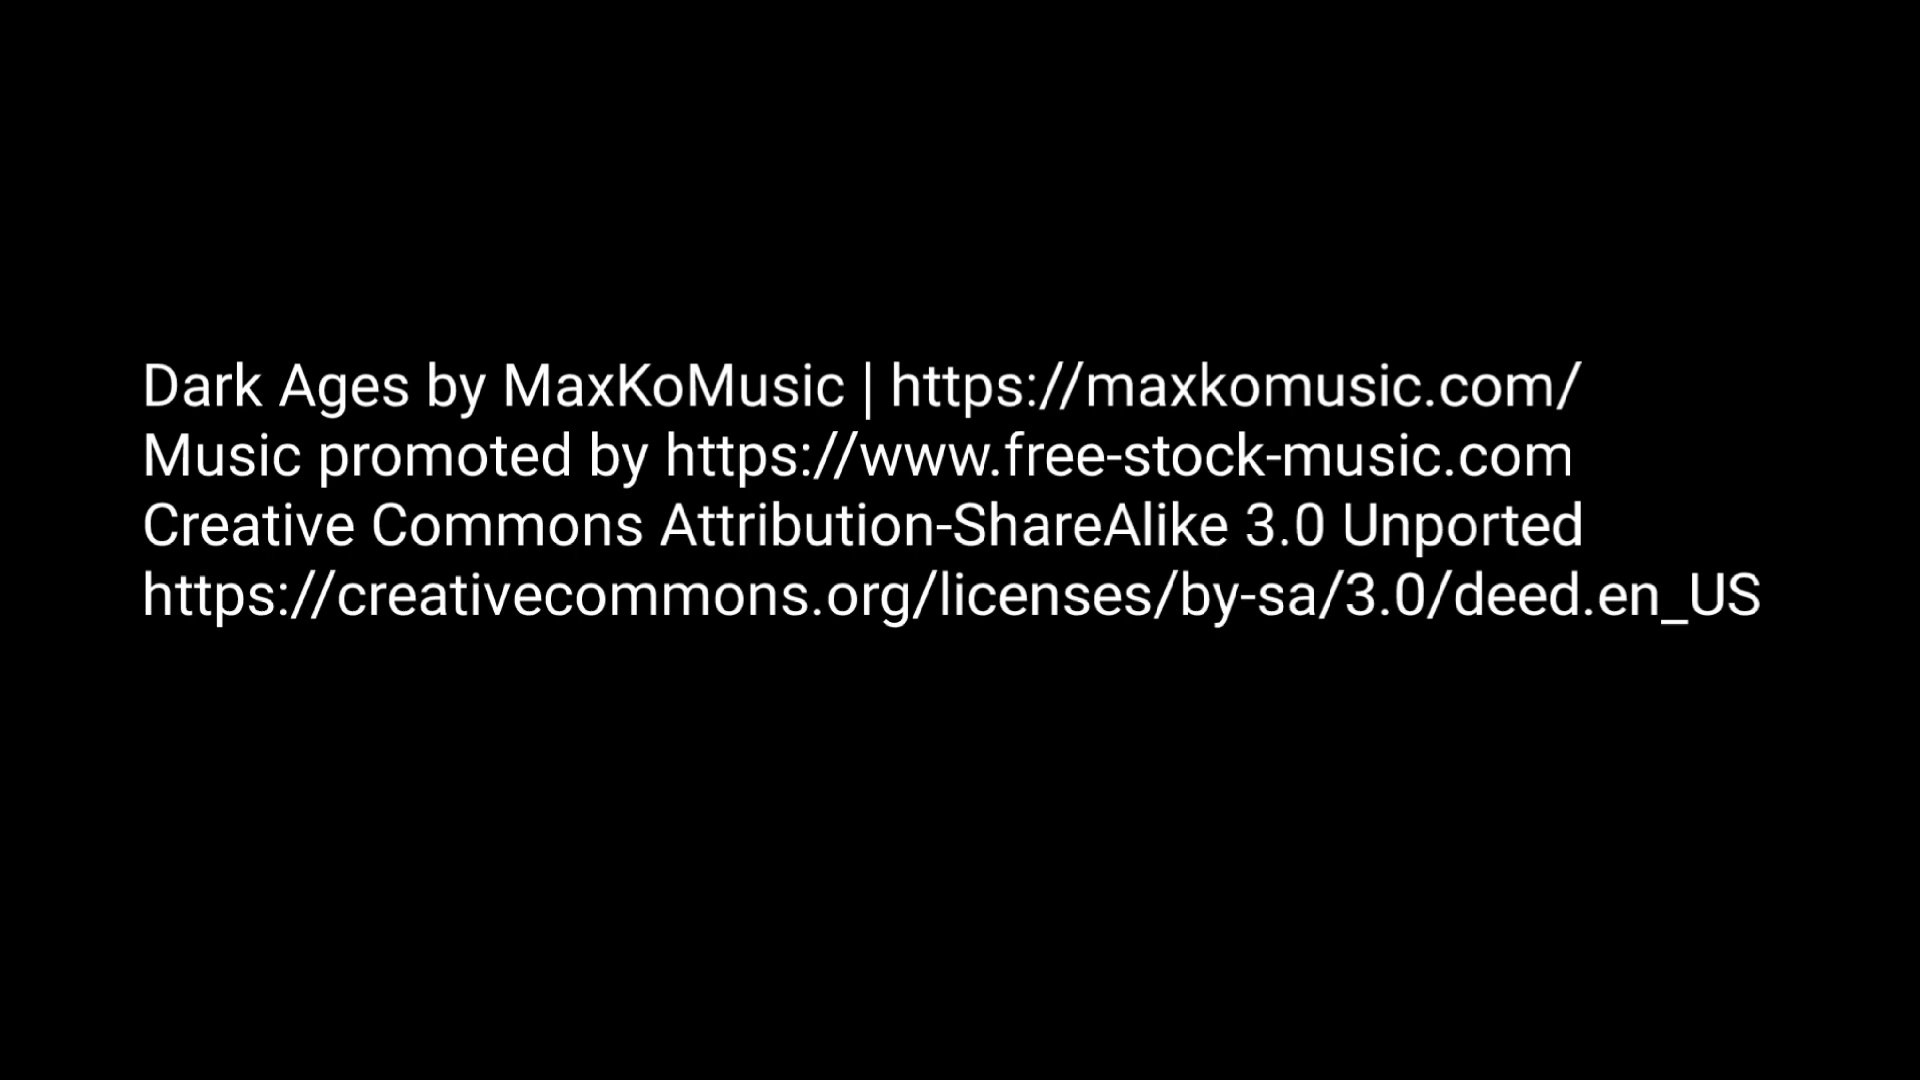 Dark Ages by MaxKoMusic | https://maxkomusic.com/
Music promoted by https://www.free-stock-music.com
Creative Commons Attribution-ShareAlike 3.0 Unported
https://creativecommons.org/licenses/by-sa/3.0/deed.en_US